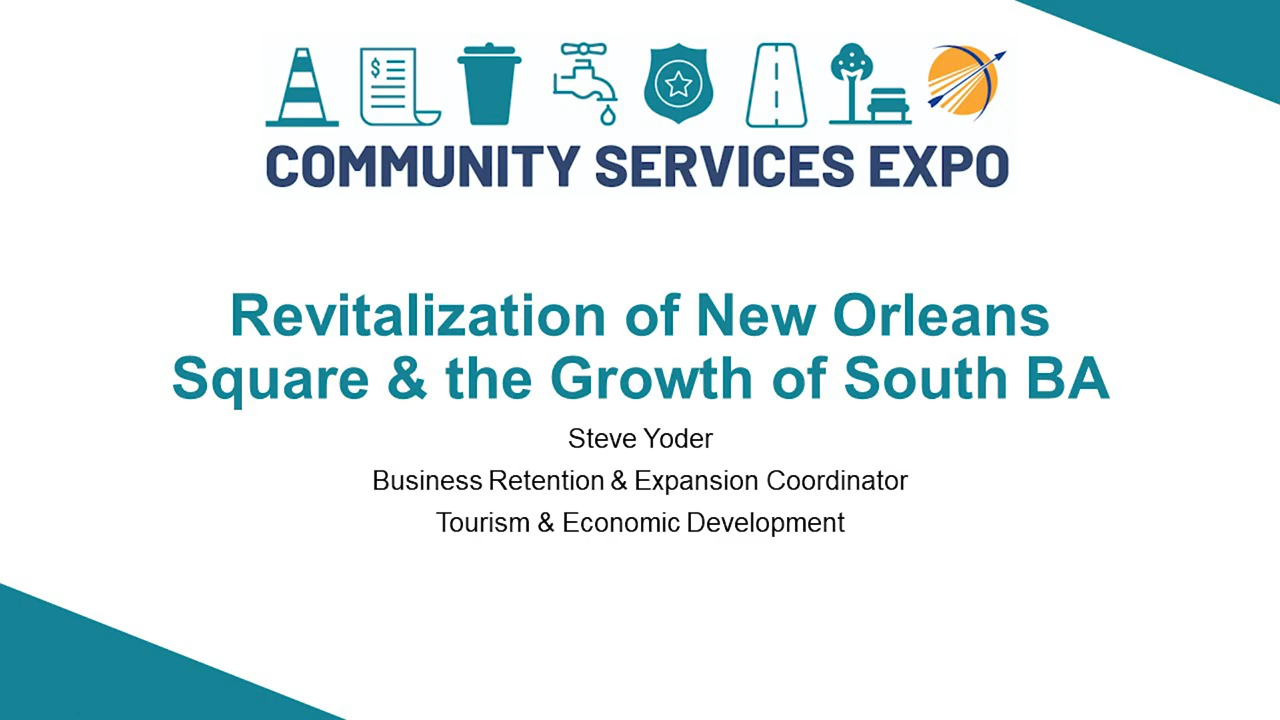 $
COMMUNITY SERVICES EXPO
Revitalization of New Orleans
Square & the Growth of South BA
Steve Yoder
Business Retention & Expansion Coordinator
Tourism & Economic Development